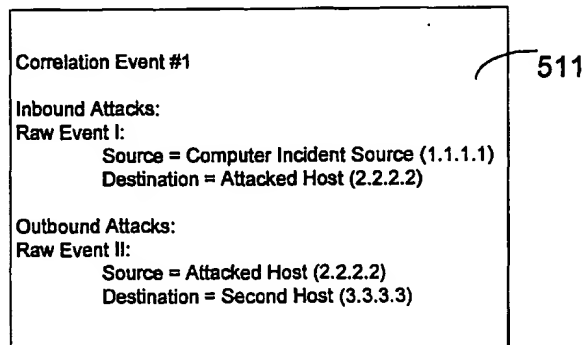 Correlation Event #1
511
Inbound Attacks:
Raw Event I:
Source = Computer Incident Source (1.1.1.1)
Destination = Attacked Host (2.2.2.2)
Outbound Attacks:
Raw Event II:
Source = Attacked Host (2.2.2.2)
Destination = Second Host (3.3.3.3)